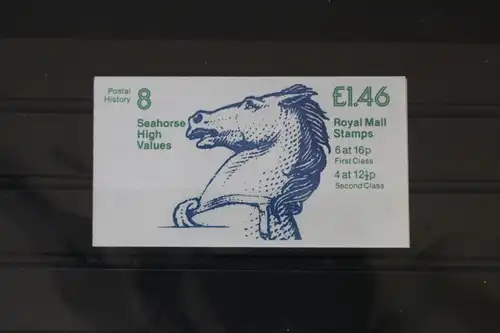 Postal
History 8
Seahorse
High
Values
£1.46
Royal Mail
Stamps
6 at 16p
First Class
4 at 12½p
Second Class